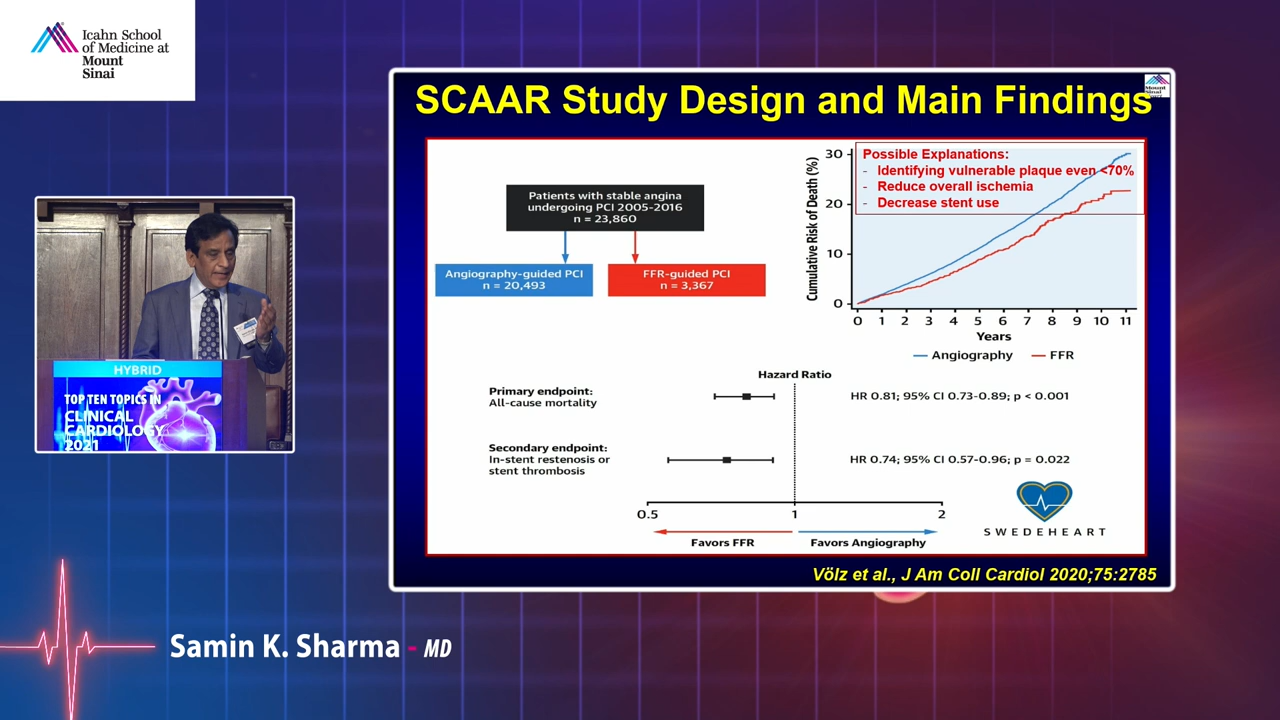 Icahn School
of Medicine at
Mount
Sinai
SCAAR Study Design and Main Findings
Mount
Sinai
Patients with stable angina
undergoing PCI 2005-2016
n = 23,860
Angiography-guided PCI
n = 20,493
FFR-guided PCI
n = 3,367
Cumulative Risk of Death (%)
30
20
10
0
Possible Explanations:
- Identifying vulnerable plaque even <70%
- Reduce overall ischemia
- Decrease stent use
0 1 2 3 4 5 6 7 8 9 10 11
Years
Angiography FFR
Hazard Ratio
Primary endpoint:
All-cause mortality
HR 0.81; 95% CI 0.73-0.89; p < 0.001
Secondary endpoint:
In-stent restenosis or
stent thrombosis
HR 0.74; 95% CI 0.57-0.96; p = 0.022
0.5 1 2
Favors FFR Favors Angiography
SWEDEHEART
Völz et al., J Am Coll Cardiol 2020;75:2785
HYBRID
TOP TEN TOPICS IN
CLINICAL
CARDIOLOGY
2021
Samin K. Sharma - MD